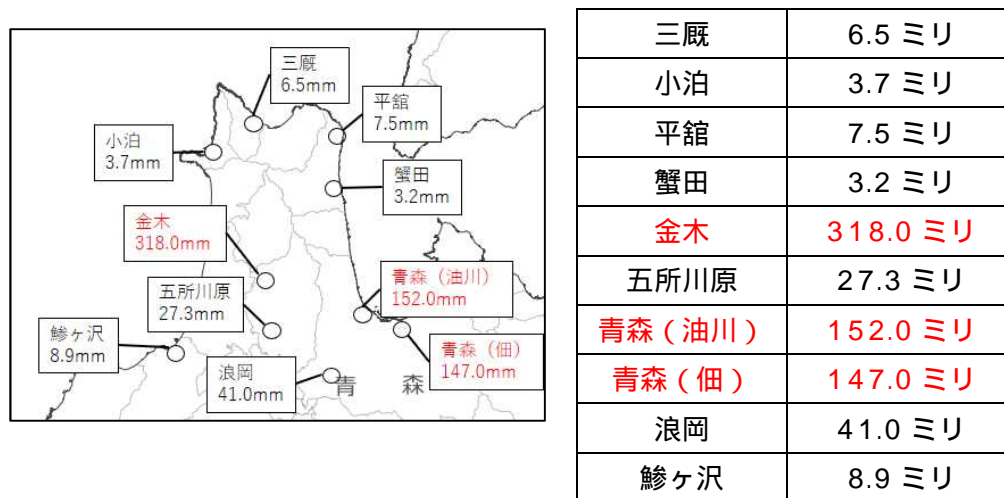 三厩
6.5mm
平舘
7.5mm
小泊
3.7mm
蟹田
3.2mm
金木
318.0mm
五所川原
27.3mm
青森（油川）
152.0mm
鰺ヶ沢
8.9mm
青森（佃）
147.0mm
浪岡
41.0mm
青 森
三厩 6.5 ミリ
小泊 3.7 ミリ
平舘 7.5 ミリ
蟹田 3.2 ミリ
金木 318.0 ミリ
五所川原 27.3 ミリ
青森（油川） 152.0 ミリ
青森（佃） 147.0 ミリ
浪岡 41.0 ミリ
鰺ヶ沢 8.9 ミリ